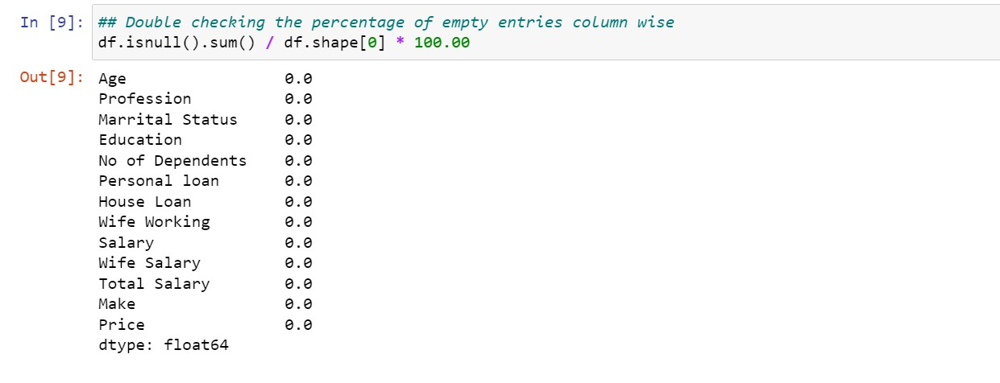 In [9]: ## Double checking the percentage of empty entries column wise
df.isnull().sum() / df.shape[0] * 100.00
Out[9]: Age 0.0
Profession 0.0
Marrital Status 0.0
Education 0.0
No of Dependents 0.0
Personal loan 0.0
House Loan 0.0
Wife Working 0.0
Salary 0.0
Wife Salary 0.0
Total Salary 0.0
Make 0.0
Price 0.0
dtype: float64